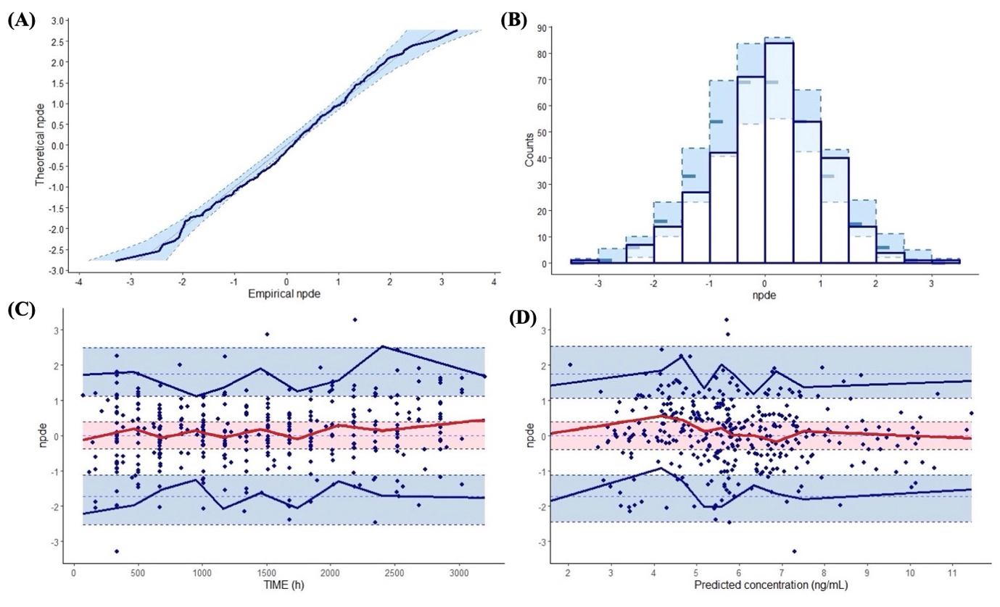 (A)
3.0
2.5
2.0
1.5
1.0
0.5
0.0
-0.5
-1.0
-1.5
-2.0
-2.5
-3.0
Theoretical npde
-4 -3 -2 -1 0 1 2 3 4
Empirical npde
(B)
90
80
70
60
50
40
30
20
10
0
Counts
-3 -2 -1 0 1 2 3
npde
(C)
3
2
1
0
-1
-2
-3
npde
0 500 1000 1500 2000 2500 3000
TIME (h)
(D)
3
2
1
0
-1
-2
-3
npde
2 3 4 5 6 7 8 9 10 11
Predicted concentration (ng/mL)